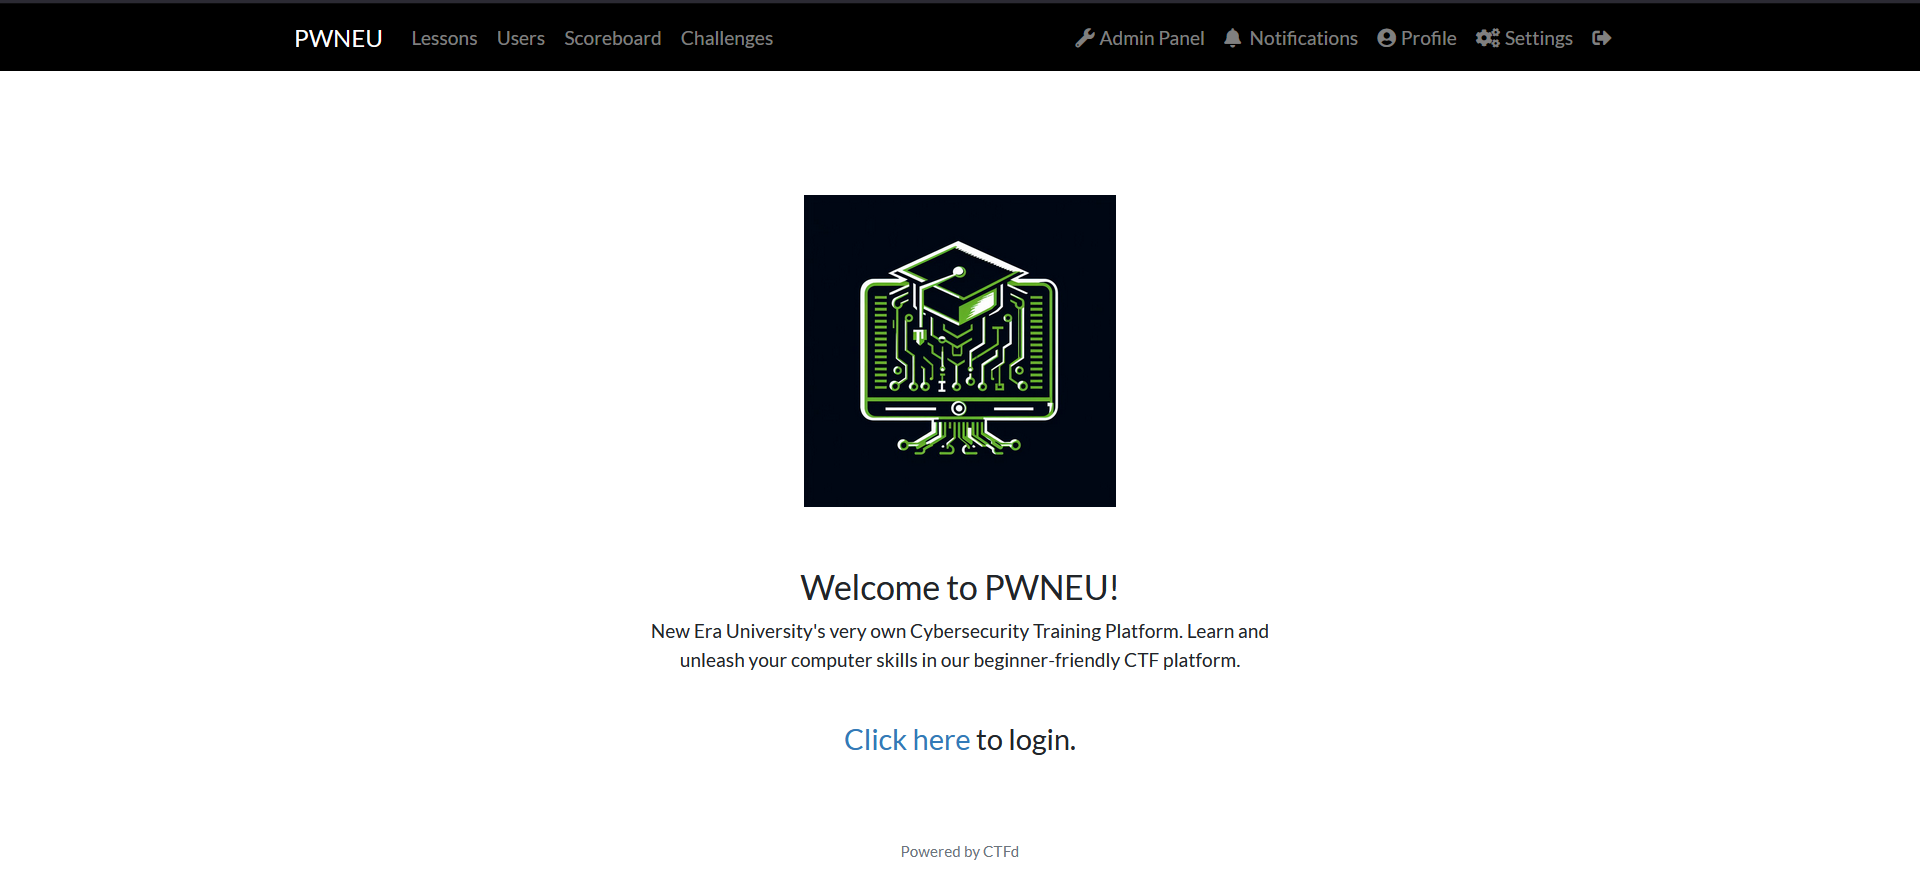 PWNEU Lessons Users Scoreboard Challenges Admin Panel Notifications Profile Settings
Welcome to PWNEU!
New Era University's very own Cybersecurity Training Platform. Learn and
unleash your computer skills in our beginner-friendly CTF platform.
Click here to login.
Powered by CTFd